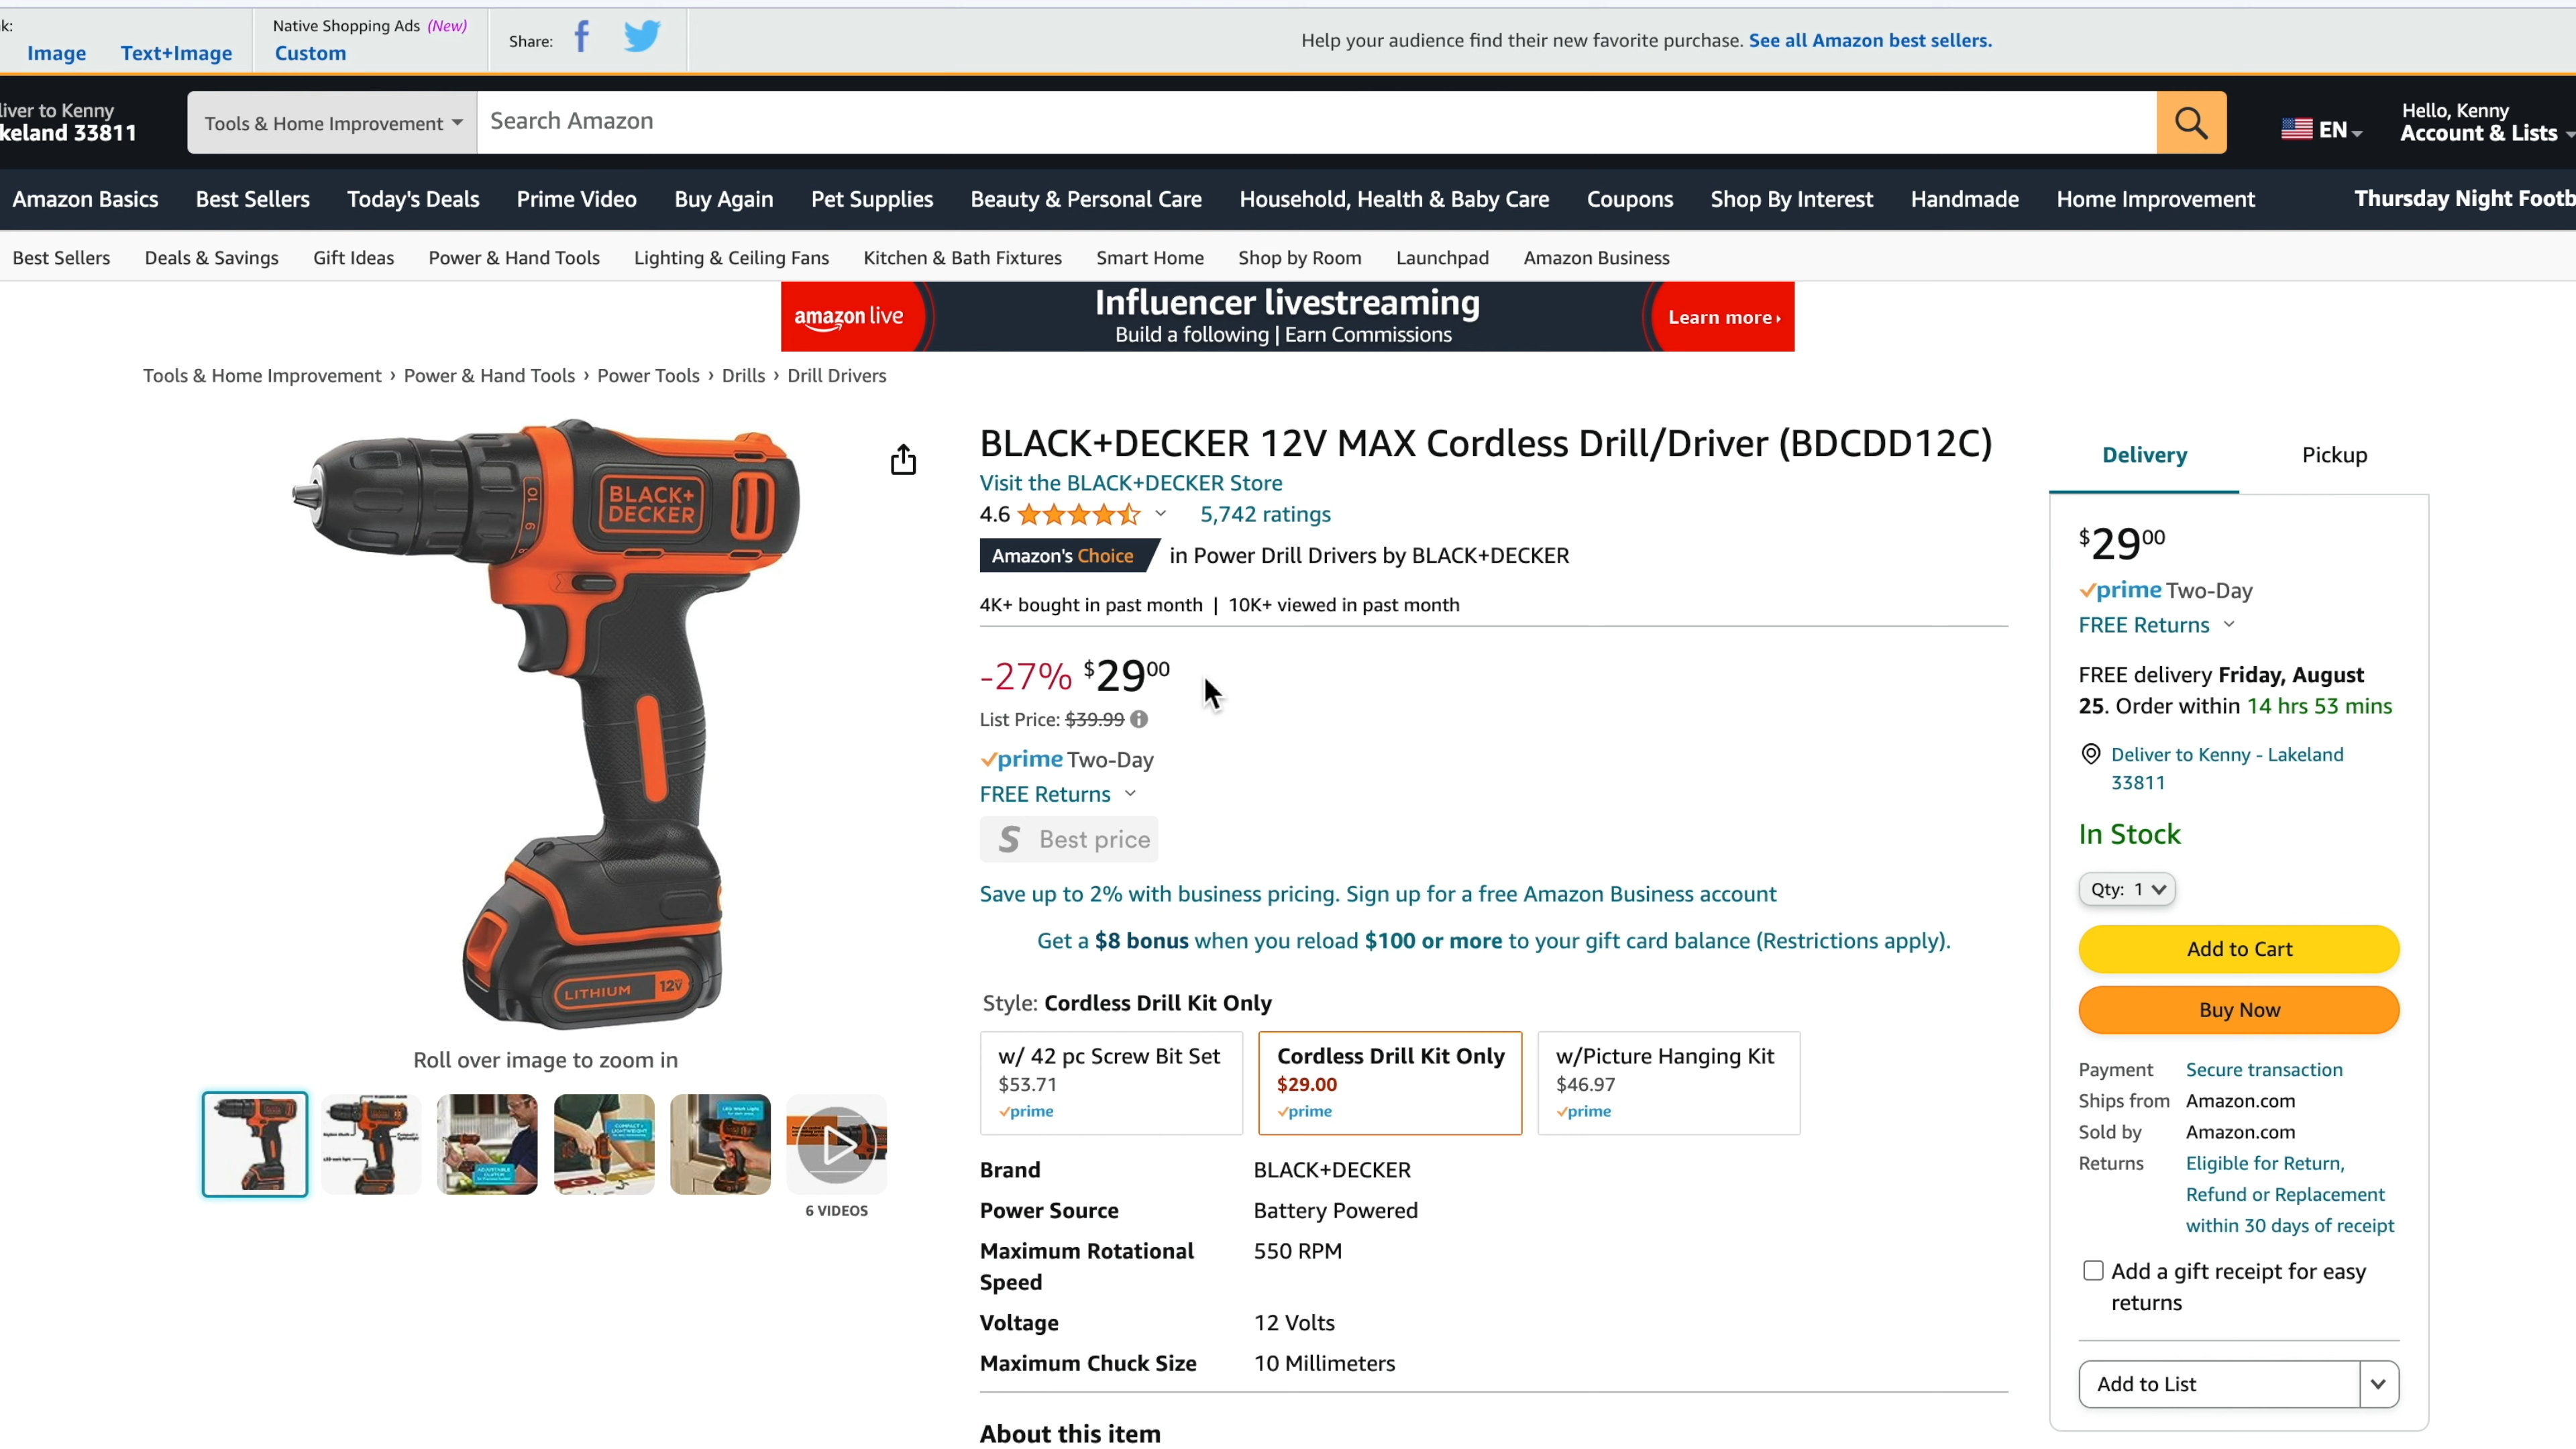 k:
Native Shopping Ads (New)
Image Text+Image
Custom
Share:
Help your audience find their new favorite purchase. See all Amazon best sellers.
liver to Kenny
keland 33811
Tools & Home Improvement
Search Amazon
EN
Hello, Kenny
Account & Lists
Amazon Basics Best Sellers Today's Deals Prime Video Buy Again Pet Supplies Beauty & Personal Care Household, Health & Baby Care Coupons Shop By Interest Handmade Home Improvement Thursday Night Footb
Best Sellers Deals & Savings Gift Ideas Power & Hand Tools Lighting & Ceiling Fans Kitchen & Bath Fixtures Smart Home Shop by Room Launchpad Amazon Business
amazon live
Influencer livestreaming
Build a following | Earn Commissions
Learn more ›
Tools & Home Improvement › Power & Hand Tools › Power Tools › Drills › Drill Drivers
10
9
8
BLACK+
DECKER
LITHIUM 12V
Roll over image to zoom in
6 VIDEOS
BLACK+DECKER 12V MAX Cordless Drill/Driver (BDCDD12C)
Visit the BLACK+DECKER Store
4.6 5,742 ratings
Amazon's Choice in Power Drill Drivers by BLACK+DECKER
4K+ bought in past month | 10K+ viewed in past month
-27% $2900
List Price: $39.99
prime Two-Day
FREE Returns
S Best price
Save up to 2% with business pricing. Sign up for a free Amazon Business account
Get a $8 bonus when you reload $100 or more to your gift card balance (Restrictions apply).
Style: Cordless Drill Kit Only
w/ 42 pc Screw Bit Set
$53.71
prime
Cordless Drill Kit Only
$29.00
prime
w/Picture Hanging Kit
$46.97
prime
Brand BLACK+DECKER
Power Source Battery Powered
Maximum Rotational Speed 550 RPM
Voltage 12 Volts
Maximum Chuck Size 10 Millimeters
About this item
Delivery Pickup
$2900
prime Two-Day
FREE Returns
FREE delivery Friday, August
25. Order within 14 hrs 53 mins
Deliver to Kenny - Lakeland
33811
In Stock
Qty: 1
Add to Cart
Buy Now
Payment Secure transaction
Ships from Amazon.com
Sold by Amazon.com
Returns Eligible for Return,
Refund or Replacement
within 30 days of receipt
Add a gift receipt for easy
returns
Add to List